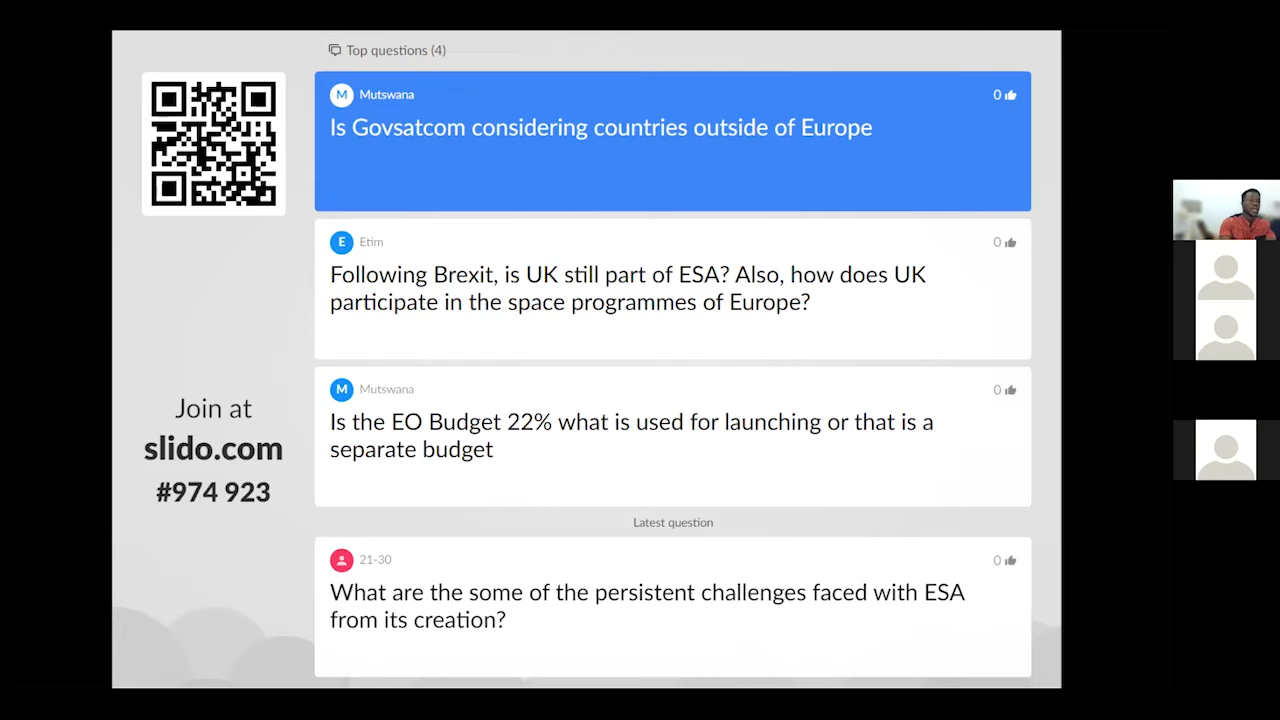 Top questions (4)
M Mutswana 0
Is Govsatcom considering countries outside of Europe
E Etim 0
Following Brexit, is UK still part of ESA? Also, how does UK
participate in the space programmes of Europe?
M Mutswana 0
Is the EO Budget 22% what is used for launching or that is a
separate budget
Latest question
21-30 0
What are the some of the persistent challenges faced with ESA
from its creation?
Join at
slido.com
#974 923